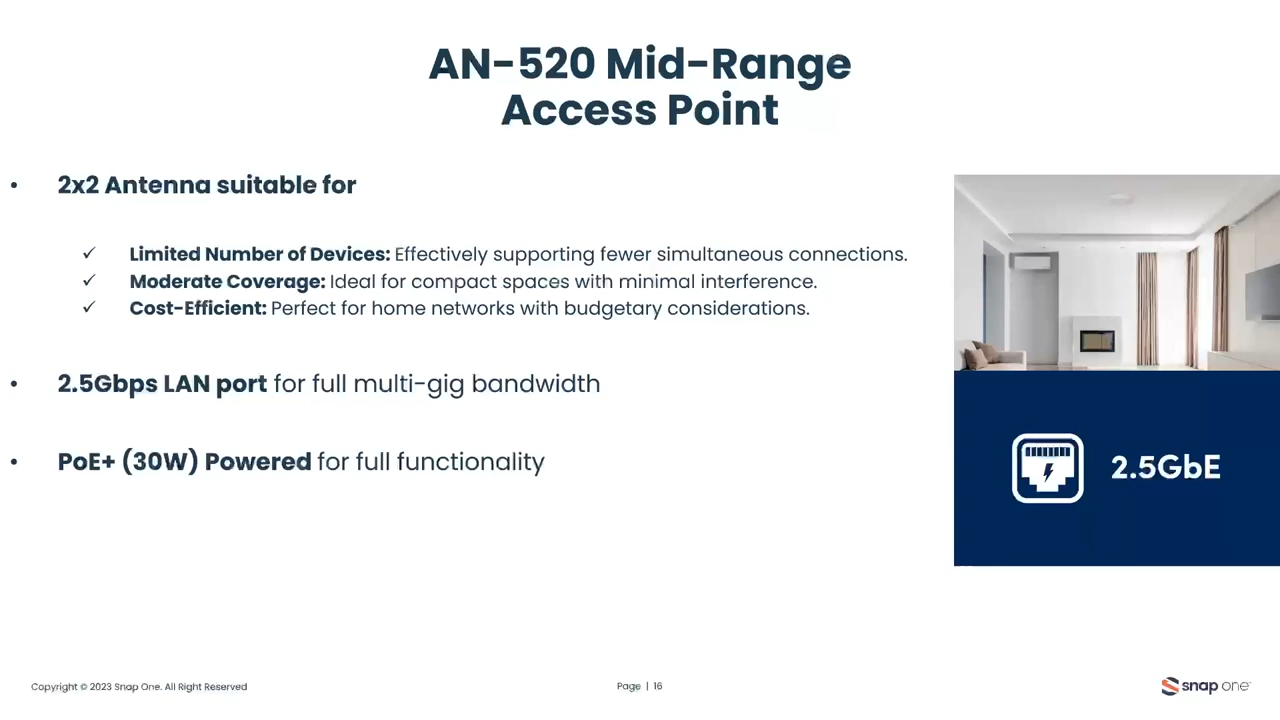 AN-520 Mid-Range
Access Point
• 2x2 Antenna suitable for
✓ Limited Number of Devices: Effectively supporting fewer simultaneous connections.
✓ Moderate Coverage: Ideal for compact spaces with minimal interference.
✓ Cost-Efficient: Perfect for home networks with budgetary considerations.
• 2.5Gbps LAN port for full multi-gig bandwidth
• PoE+ (30W) Powered for full functionality
2.5GbE
Copyright © 2023 Snap One. All Right Reserved
Page | 16
snap one